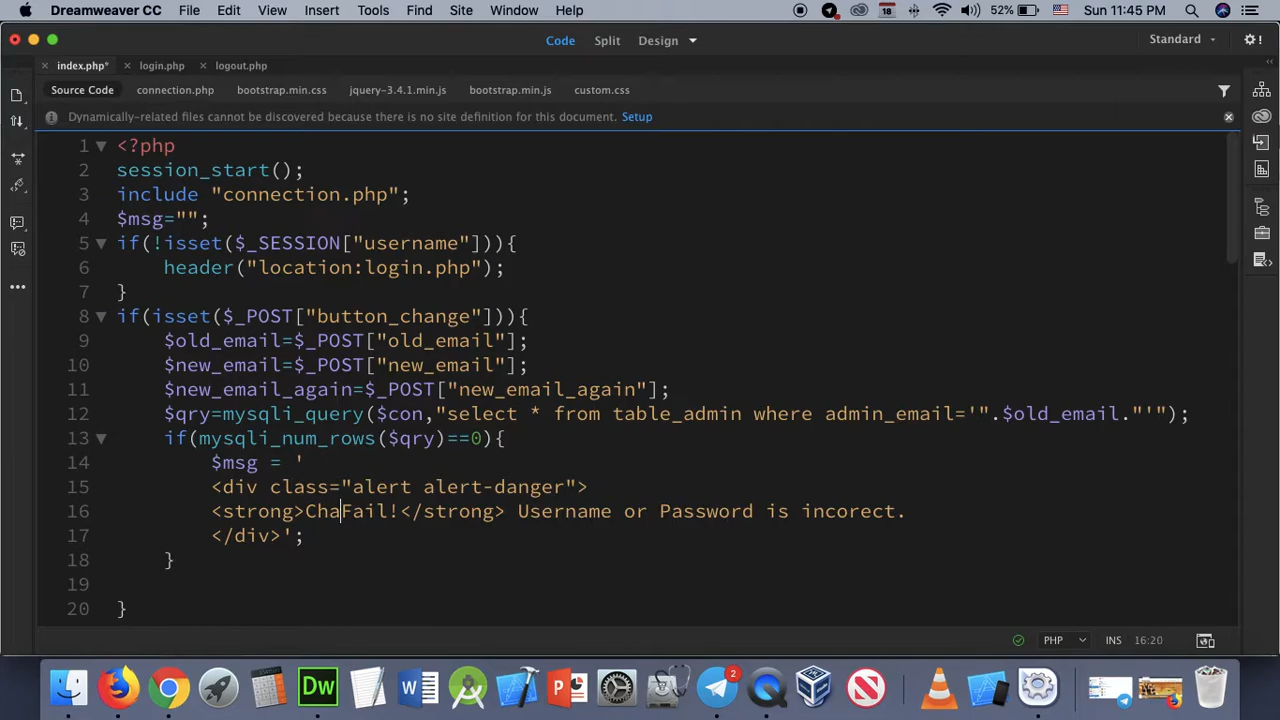 Dreamweaver CC File Edit View Insert Tools Find Site Window Help 18 52% Sun 11:45 PM
Code Split Design Standard
index.php* login.php logout.php
Source Code connection.php bootstrap.min.css jquery-3.4.1.min.js bootstrap.min.js custom.css
Dynamically-related files cannot be discovered because there is no site definition for this document. Setup
1 <?php
2 session_start();
3 include "connection.php";
4 $msg="";
5 if(!isset($_SESSION["username"])){
6 header("location:login.php");
7 }
8 if(isset($_POST["button_change"])){
9 $old_email=$_POST["old_email"];
10 $new_email=$_POST["new_email"];
11 $new_email_again=$_POST["new_email_again"];
12 $qry=mysqli_query($con,"select * from table_admin where admin_email='".$old_email."'");
13 if(mysqli_num_rows($qry)==0){
14 $msg = '
15 <div class="alert alert-danger">
16 <strong>ChaFail!</strong> Username or Password is incorect.
17 </div>';
18 }
19
20 }
PHP INS 16:20
Dw W P 2